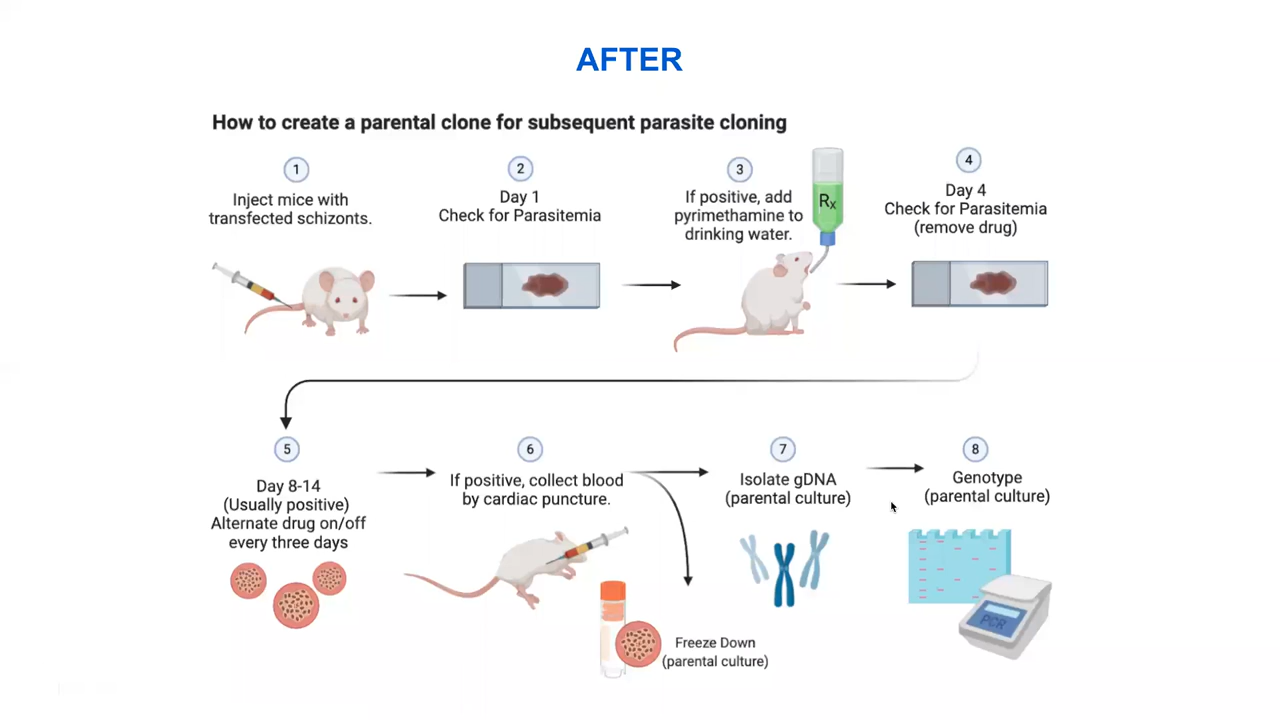 AFTER
How to create a parental clone for subsequent parasite cloning
1
Inject mice with
transfected schizonts.
2
Day 1
Check for Parasitemia
3
If positive, add
pyrimethamine to
drinking water.
Rx
4
Day 4
Check for Parasitemia
(remove drug)
5
Day 8-14
(Usually positive)
Alternate drug on/off
every three days
6
If positive, collect blood
by cardiac puncture.
Freeze Down
(parental culture)
7
Isolate gDNA
(parental culture)
8
Genotype
(parental culture)
PCR